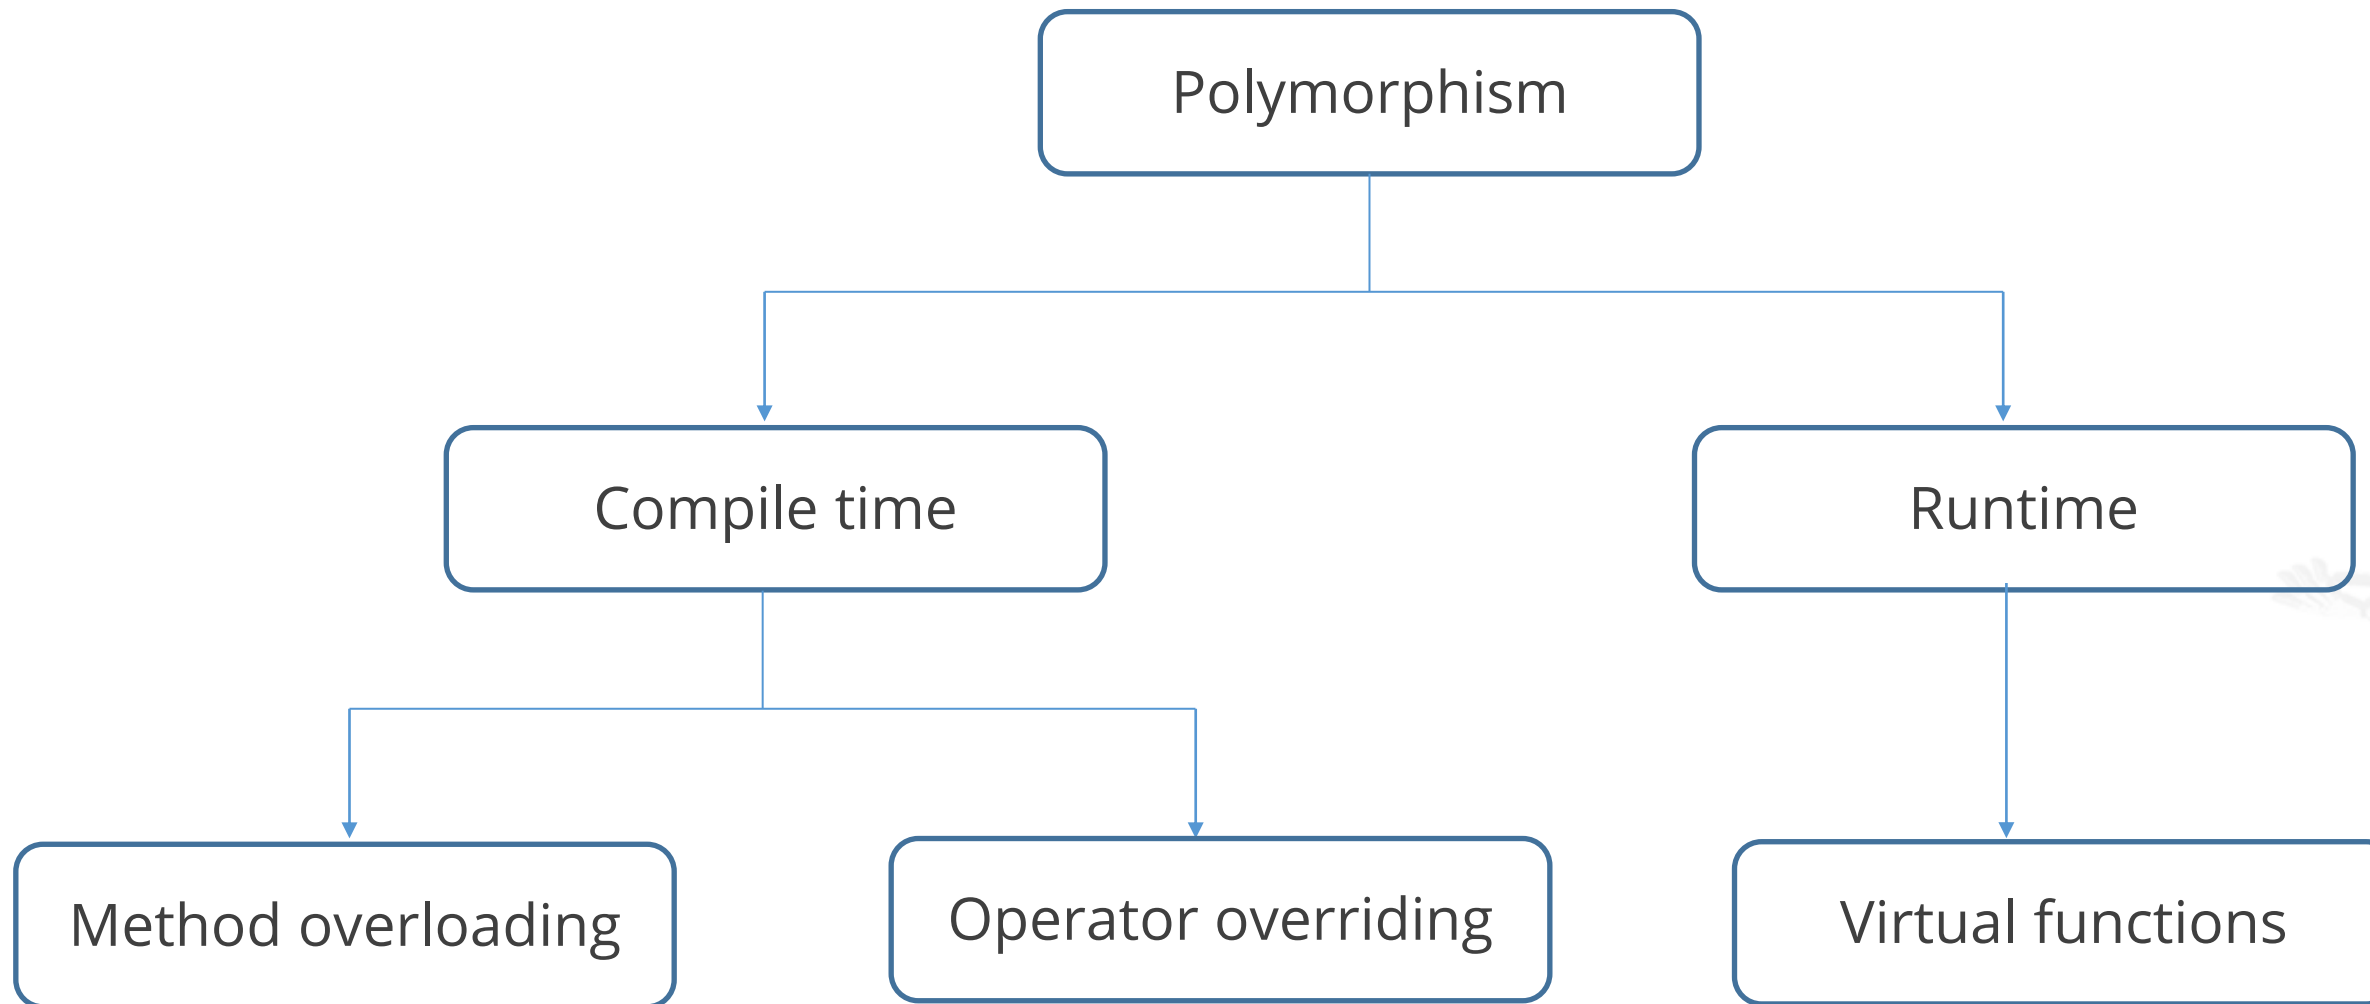 Polymorphism
Compile time
Runtime
Method overloading
Operator overriding
Virtual functions